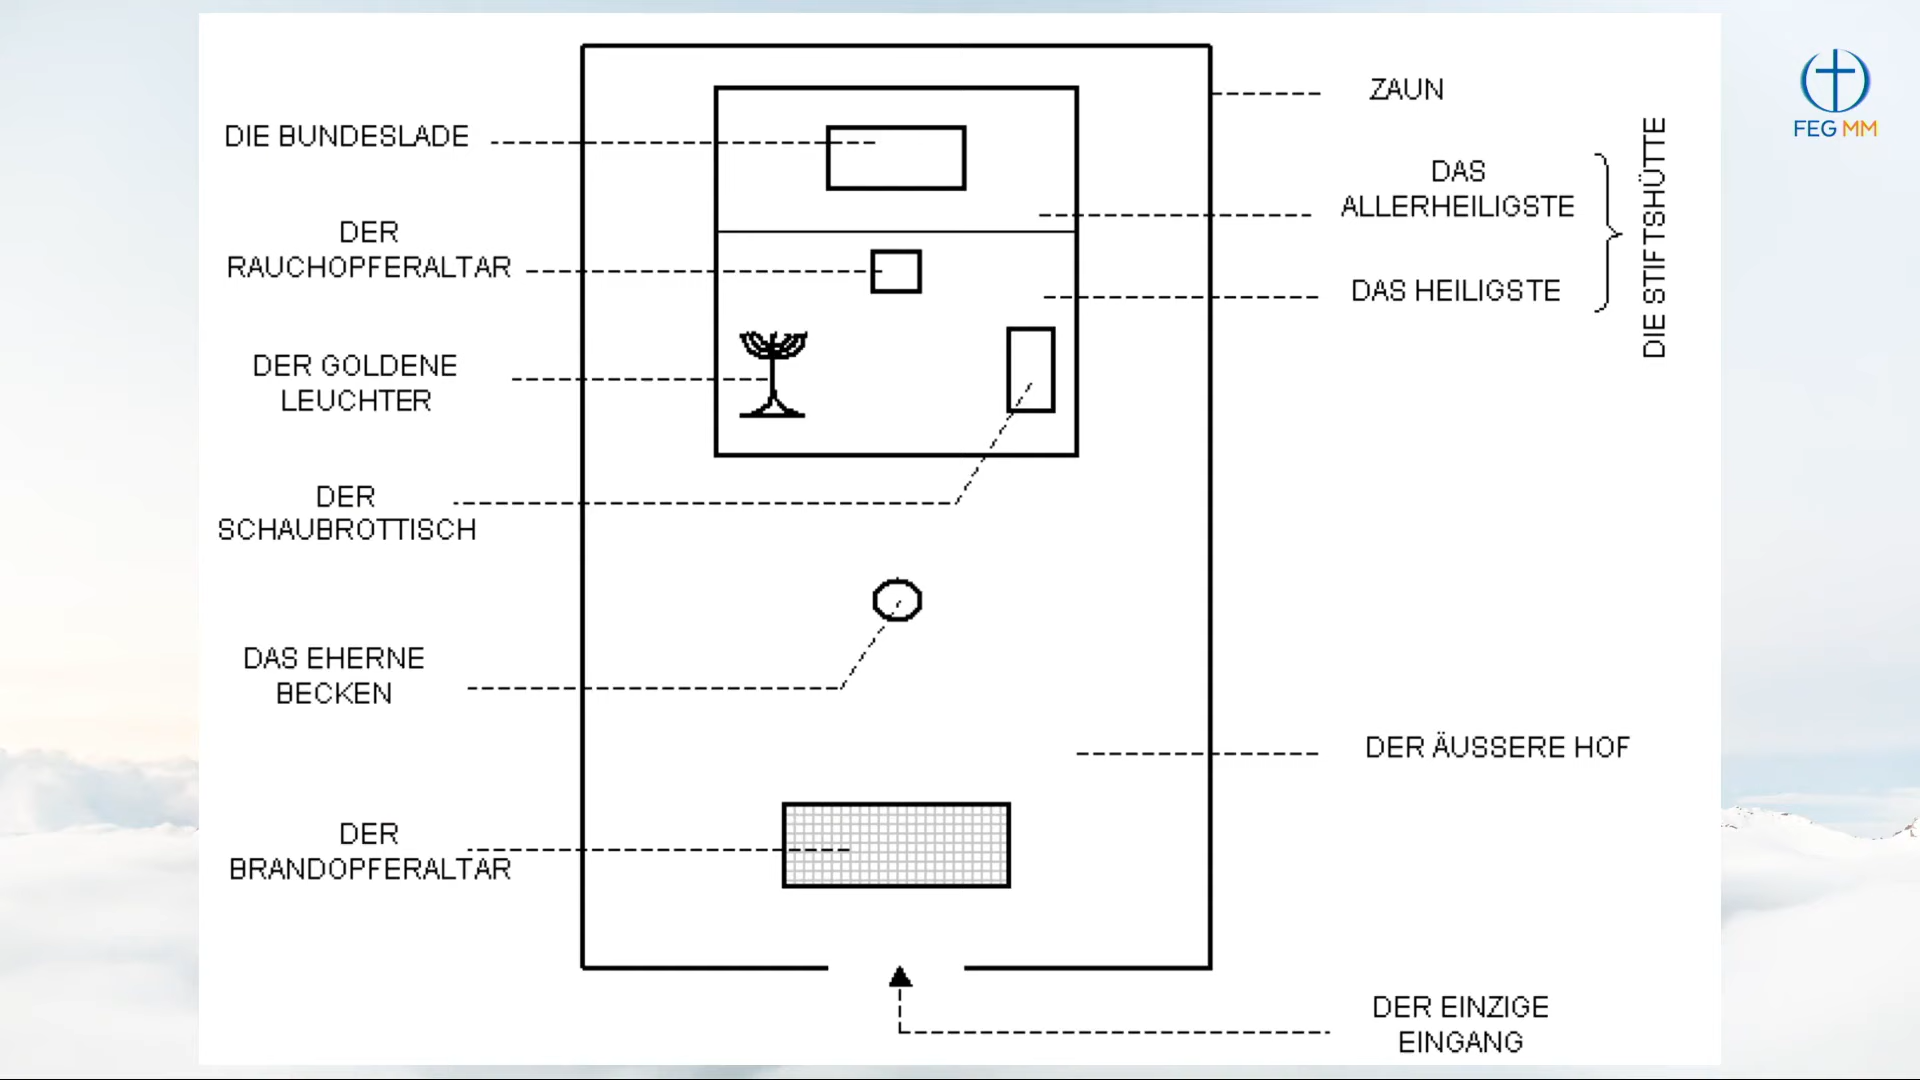 DIE BUNDESLADE
DER
RAUCHOPFERALTAR
DER GOLDENE
LEUCHTER
DER
SCHAUBROTTISCH
DAS EHERNE
BECKEN
DER
BRANDOPFERALTAR
ZAUN
DAS
ALLERHEILIGSTE
DAS HEILIGSTE
DIE STIFTSHÜTTE
DER ÄUSSERE HOF
DER EINZIGE
EINGANG
FEG MM